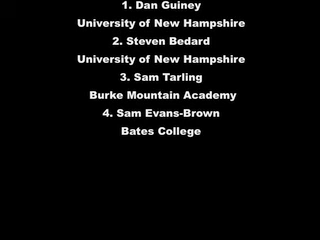 1. Dan Guiney
University of New Hampshire
2. Steven Bedard
University of New Hampshire
3. Sam Tarling
Burke Mountain Academy
4. Sam Evans-Brown
Bates College